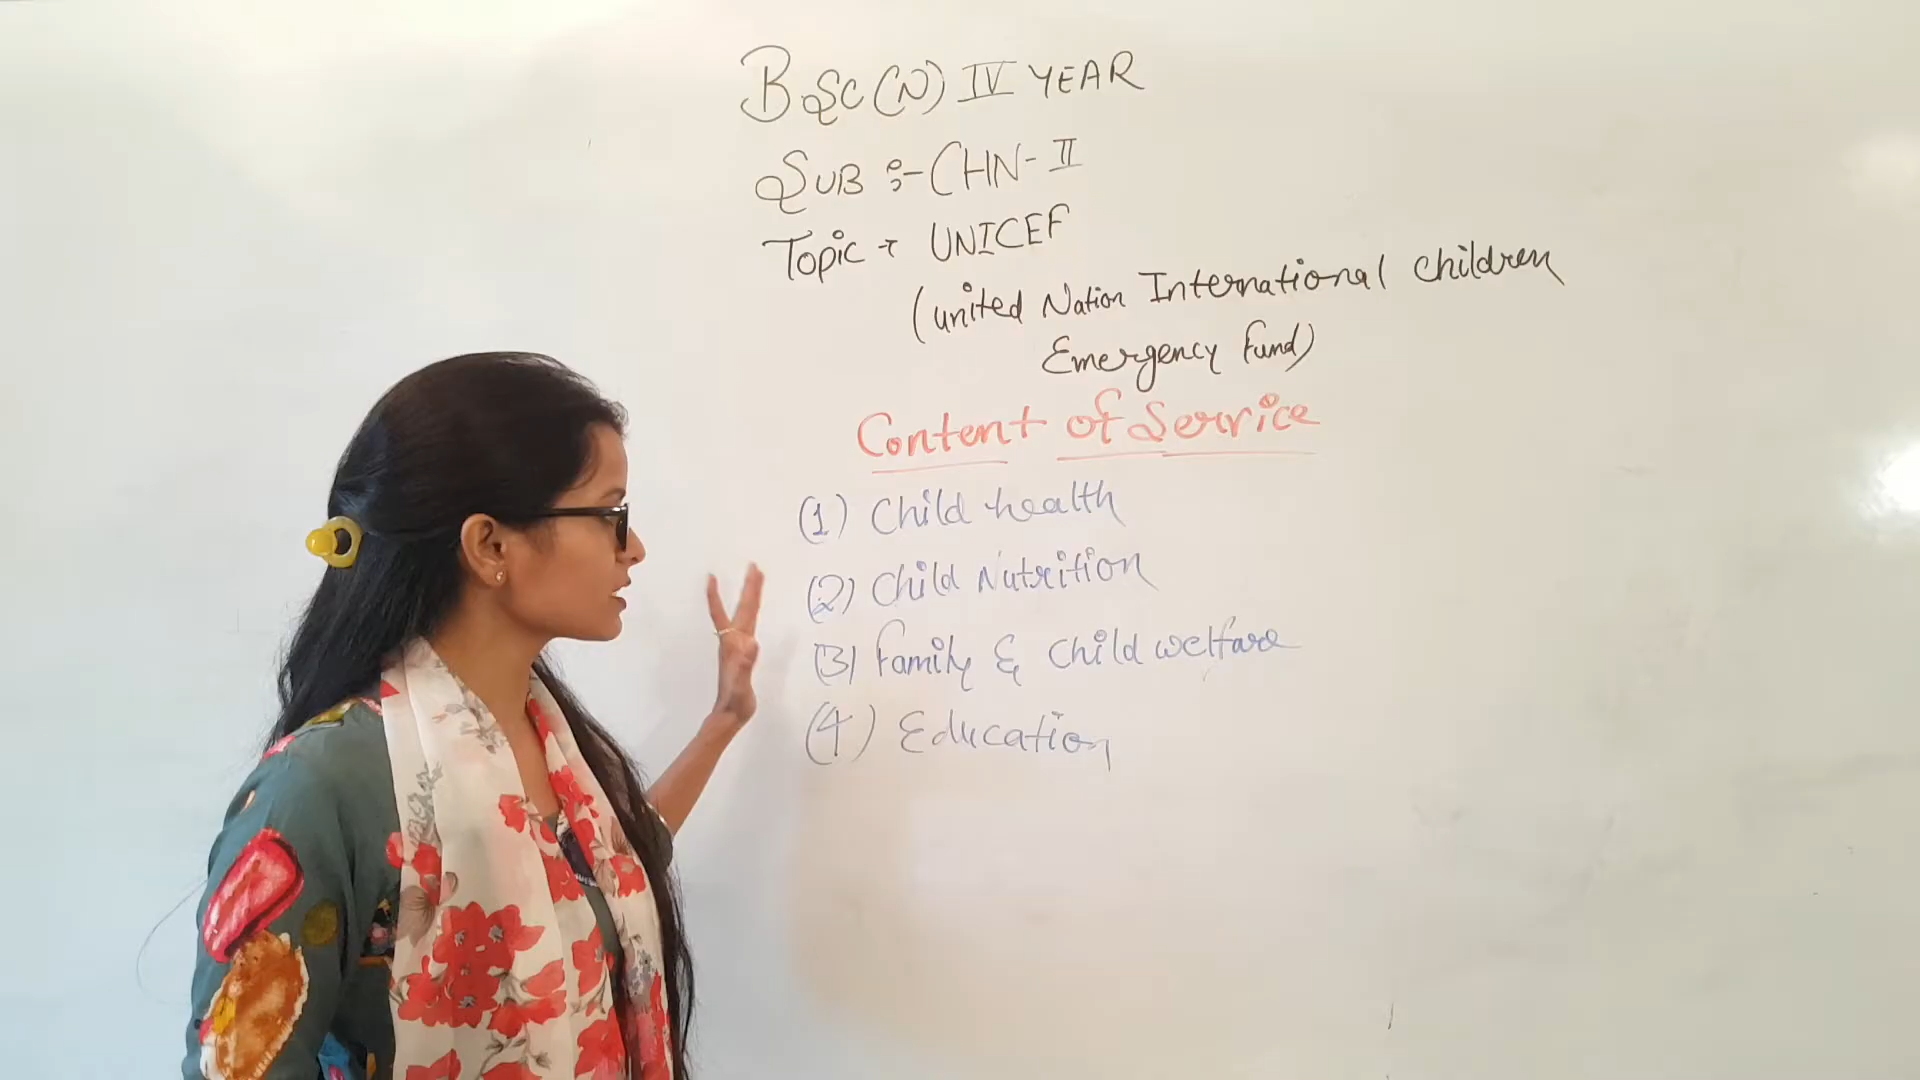 BSC (N) IV YEAR
SUB :- CHN-II
Topic → UNICEF
(united Nation International children
Emergency fund)
Content of Service
(1) Child health
(2) Child Nutrition
(3) family & child welfare
(4) Education